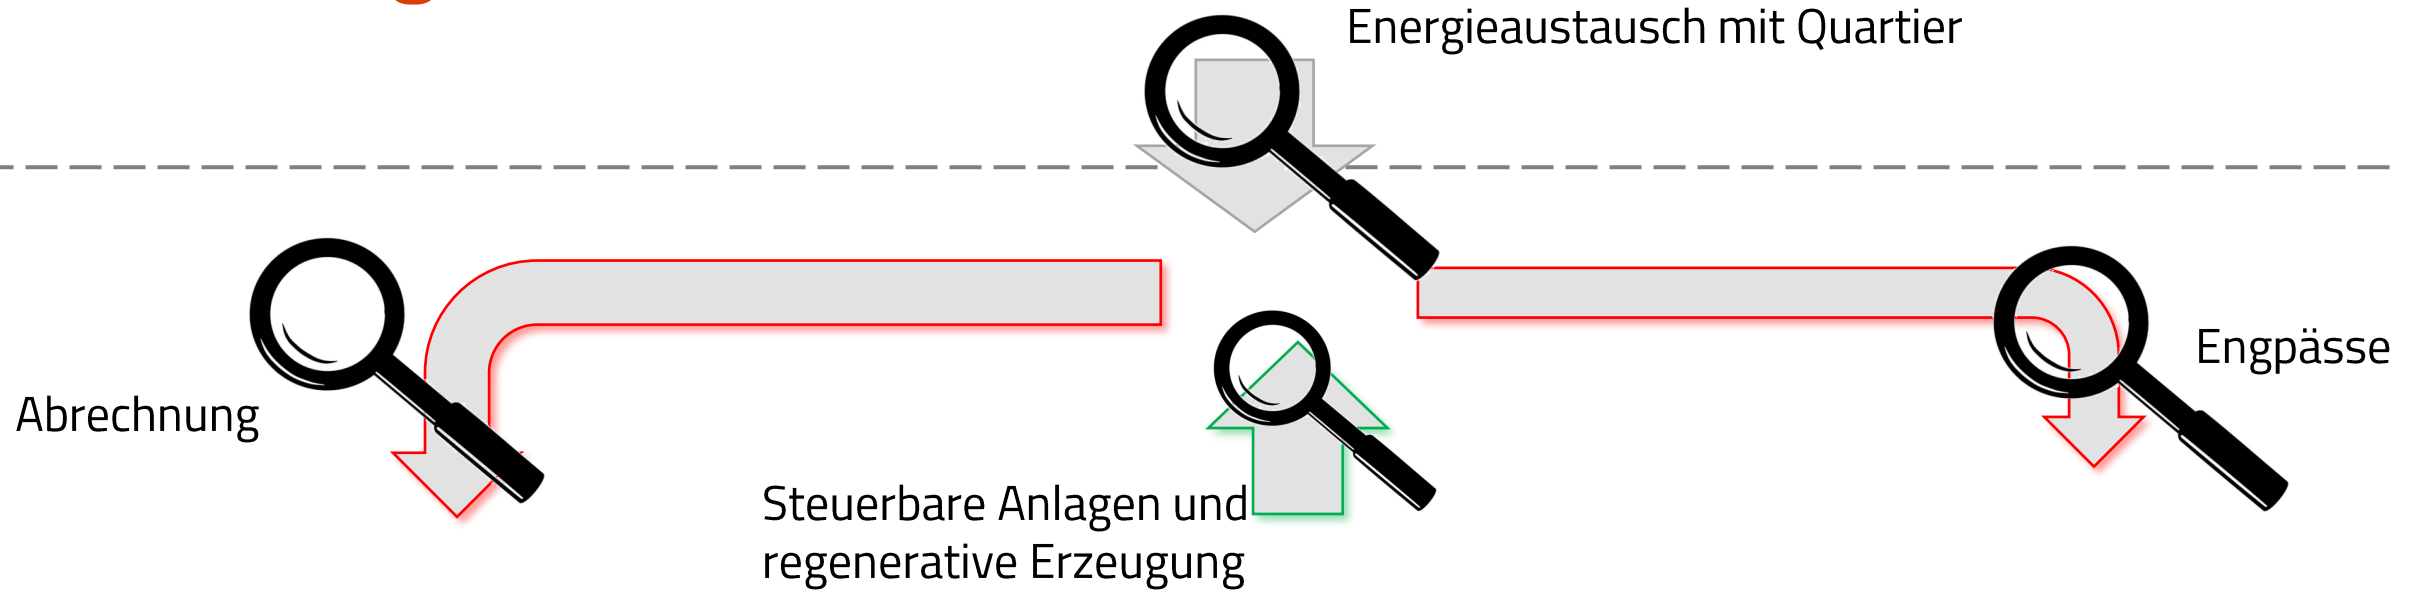 Energieaustausch mit Quartier
Engpässe
Abrechnung
Steuerbare Anlagen und
regenerative Erzeugung